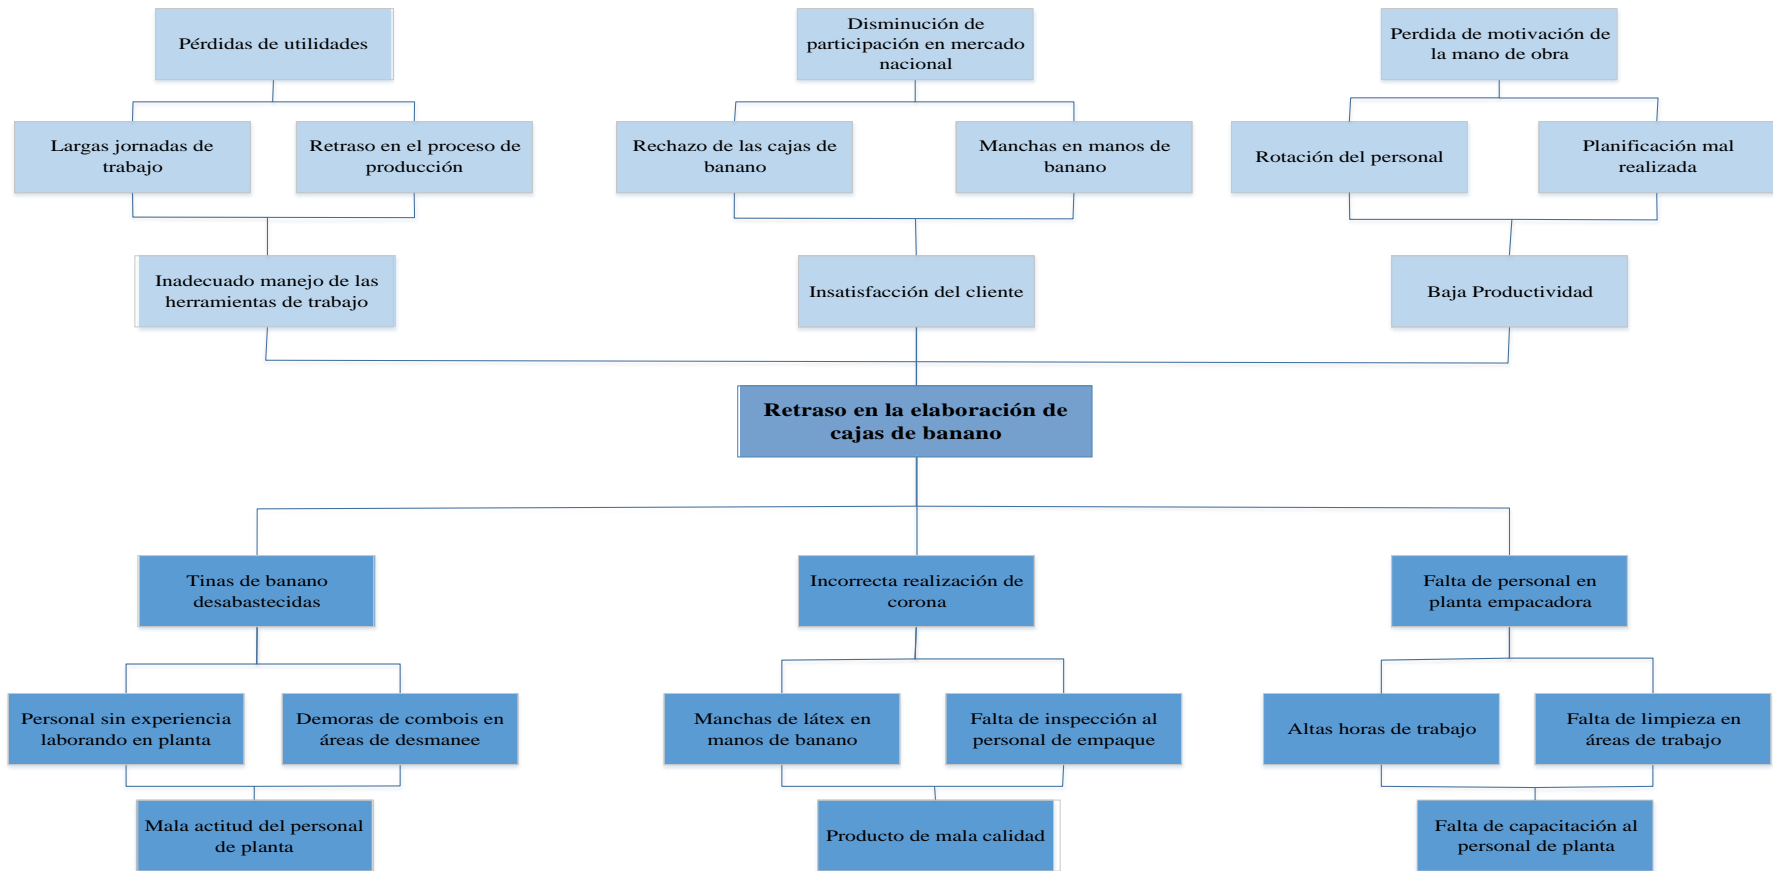 Pérdidas de utilidades
Disminución de
participación en mercado
nacional
Perdida de motivación de
la mano de obra
Largas jornadas de
trabajo
Retraso en el proceso de
producción
Rechazo de las cajas de
banano
Manchas en manos de
banano
Rotación del personal
Planificación mal
realizada
Inadecuado manejo de las
herramientas de trabajo
Insatisfacción del cliente
Baja Productividad
Retraso en la elaboración de
cajas de banano
Tinas de banano
desabastecidas
Incorrecta realización de
corona
Falta de personal en
planta empacadora
Personal sin experiencia
laborando en planta
Demoras de combois en
áreas de desmanee
Manchas de látex en
manos de banano
Falta de inspección al
personal de empaque
Altas horas de trabajo
Falta de limpieza en
áreas de trabajo
Mala actitud del personal
de planta
Producto de mala calidad
Falta de capacitación al
personal de planta